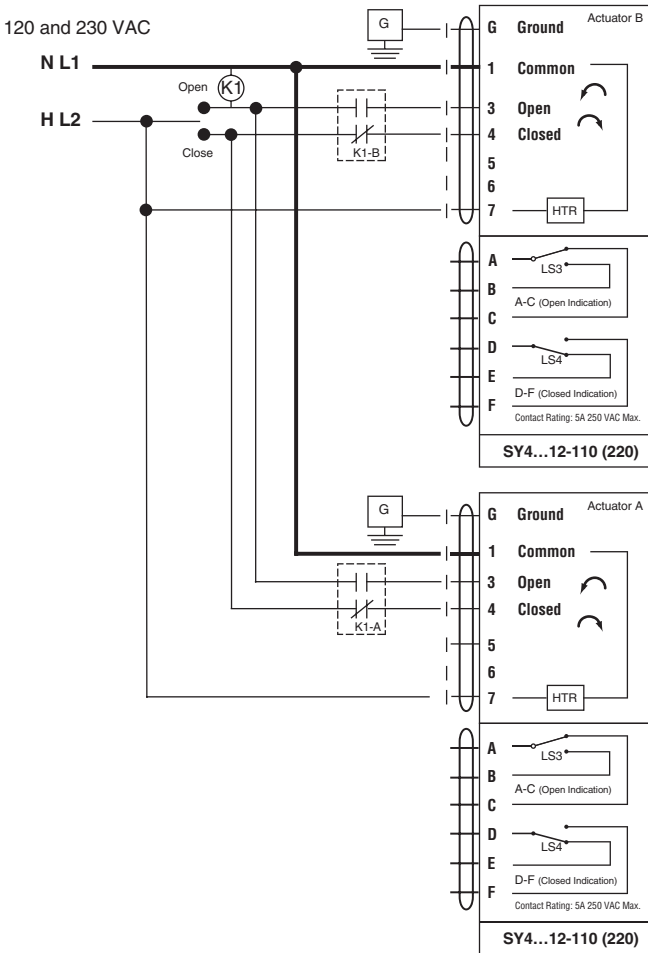 120 and 230 VAC
N L1
H L2
Open
K1
Close
K1-B
G
Actuator B
G Ground
1 Common
3 Open
4 Closed
5
6
7
HTR
A
LS3
B
A-C (Open Indication)
C
D
LS4
E
D-F (Closed Indication)
F
Contact Rating: 5A 250 VAC Max.
SY4…12-110 (220)
G
Actuator A
G Ground
1 Common
3 Open
4 Closed
K1-A
5
6
7
HTR
A
LS3
B
A-C (Open Indication)
C
D
LS4
E
D-F (Closed Indication)
F
Contact Rating: 5A 250 VAC Max.
SY4…12-110 (220)